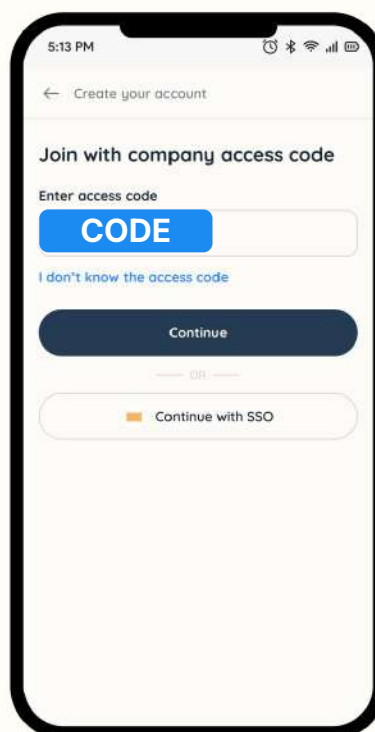 5:13 PM
← Create your account
Join with company access code
Enter access code
CODE
I don't know the access code
Continue
OR
Continue with SSO